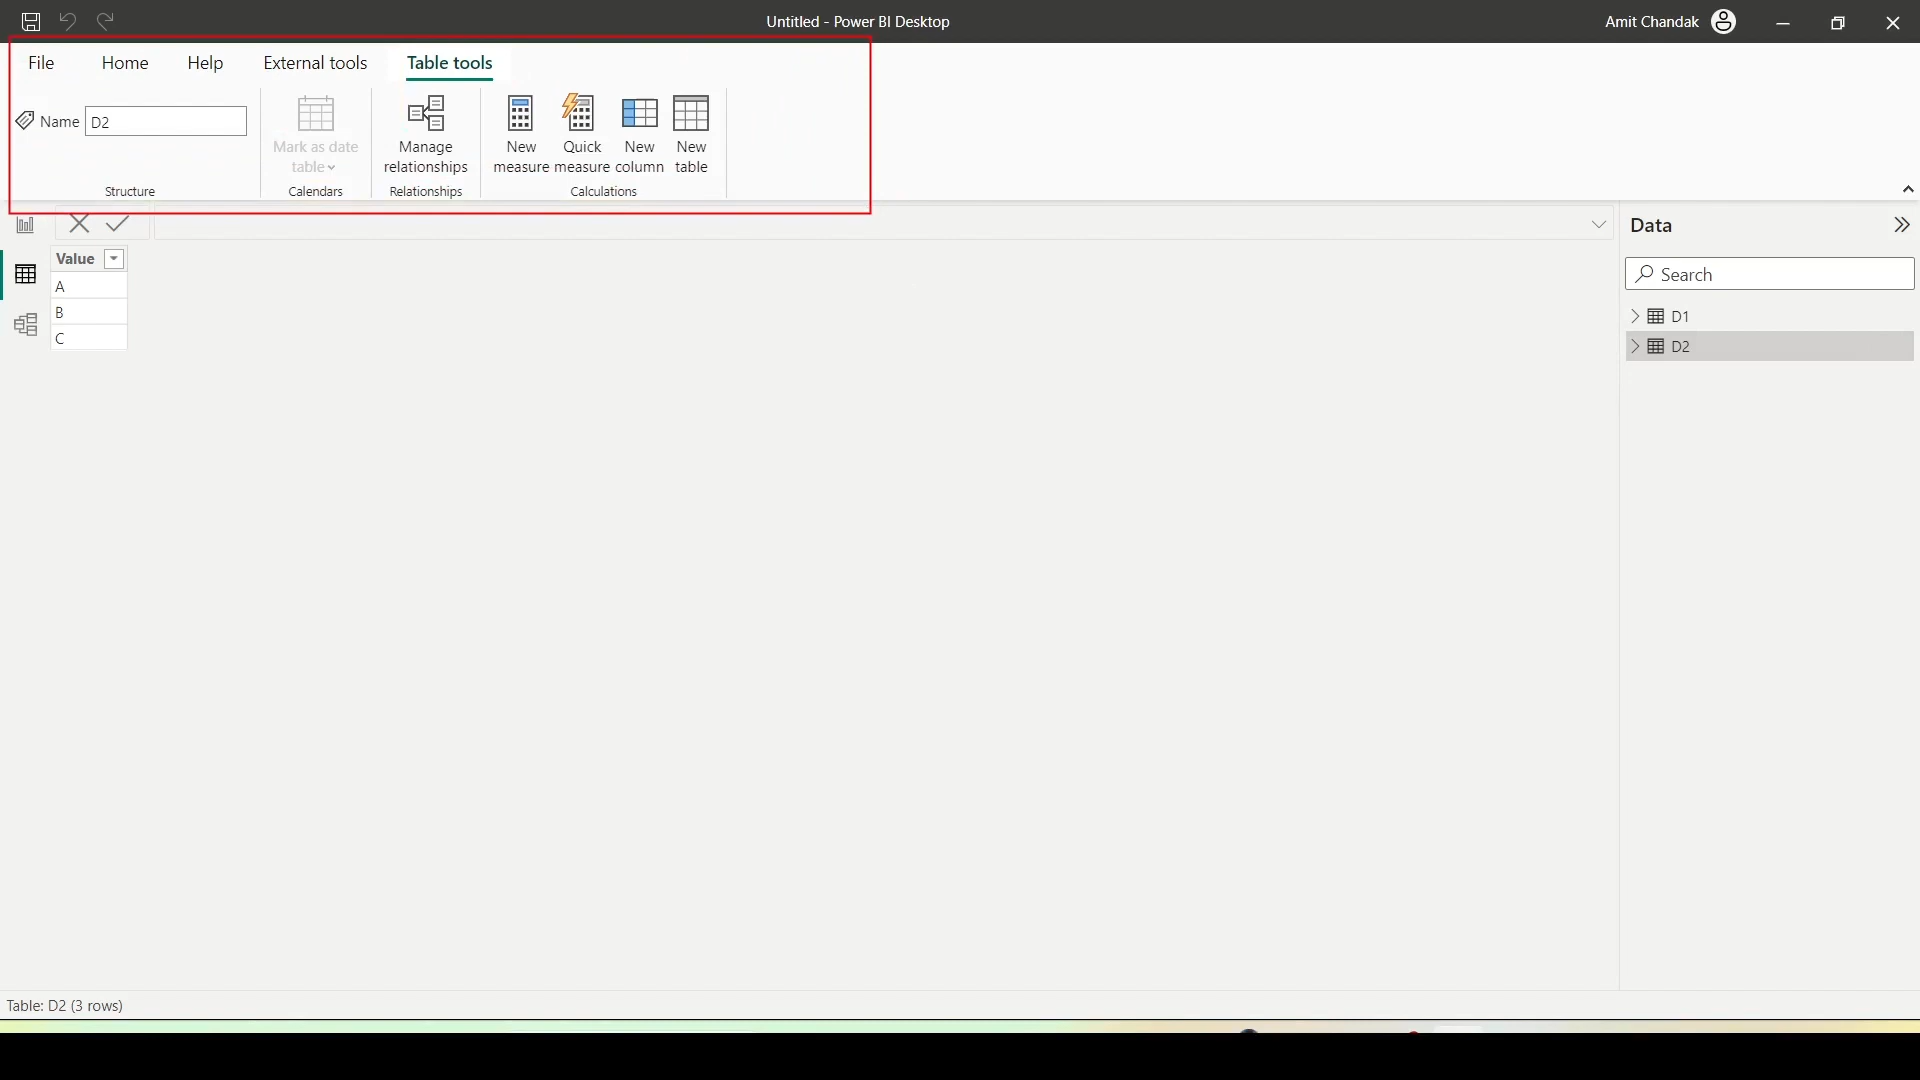 Untitled - Power BI Desktop
Amit Chandak
File Home Help External tools Table tools
Name D2
Mark as date table
Manage relationships
New measure
Quick measure
New column
New table
Structure
Calendars
Relationships
Calculations
Data
Search
D1
D2
Value
A
B
C
Table: D2 (3 rows)